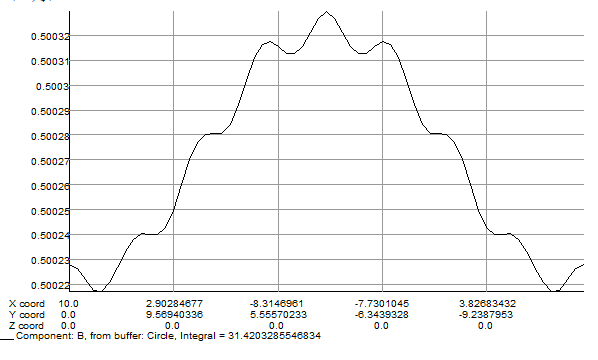 0.50032
0.50031
0.5003
0.50029
0.50028
0.50027
0.50026
0.50025
0.50024
0.50023
0.50022
X coord 10.0 2.90284677 -8.3146961 -7.7301045 3.82683432
Y coord 0.0 9.56940336 5.55570233 -6.3439328 -9.2387953
Z coord 0.0 0.0 0.0 0.0 0.0
Component: B, from buffer: Circle, Integral = 31.4203285546834